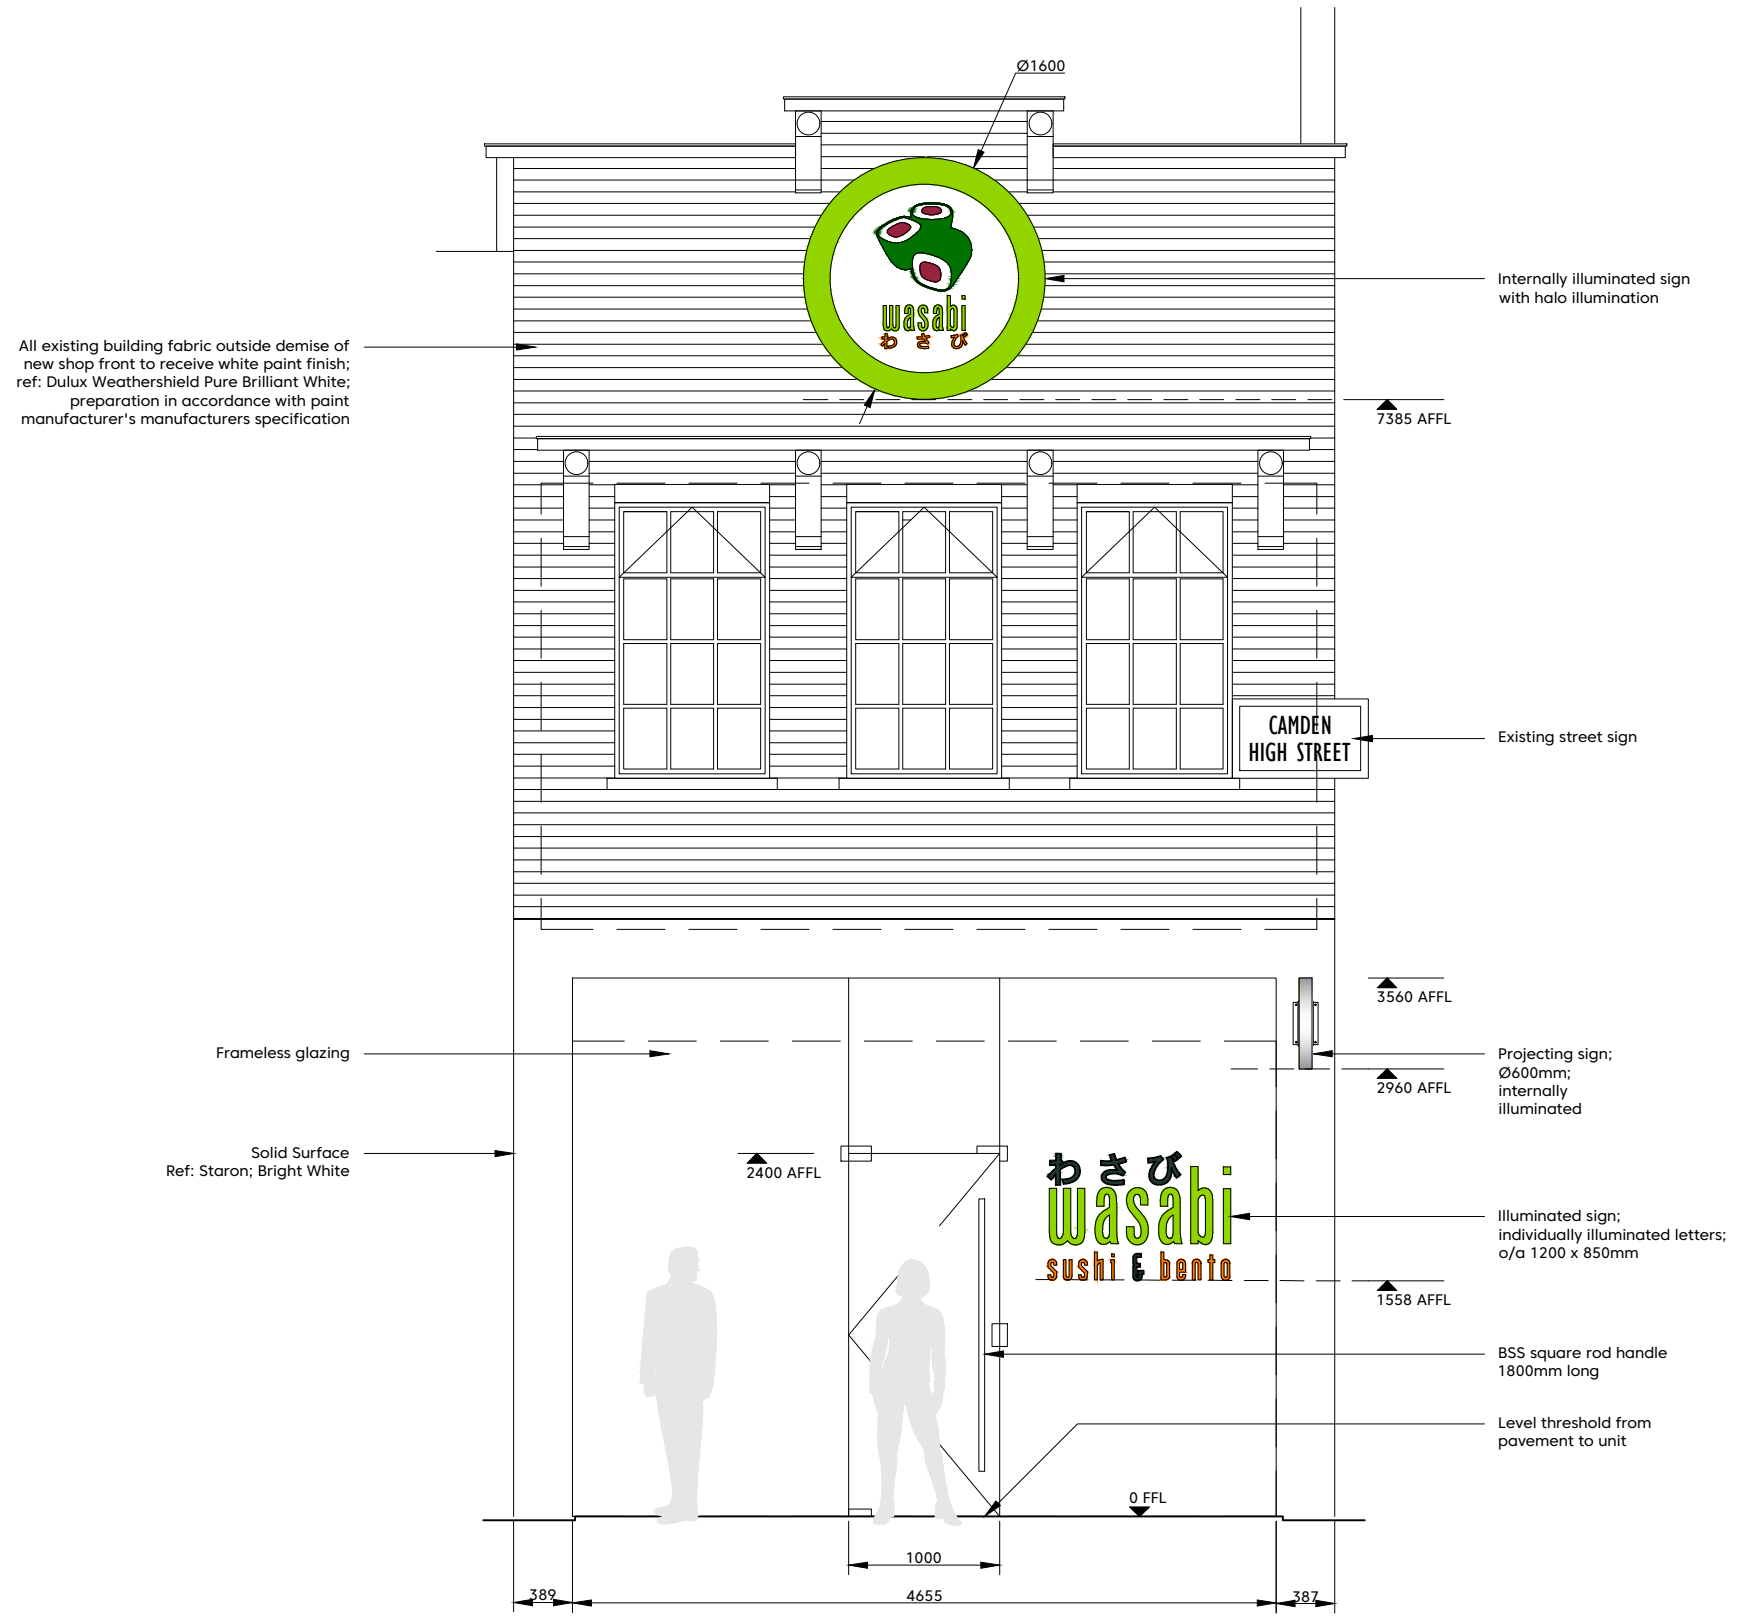 Ø1600
wasabi
わさび
Internally illuminated sign
with halo illumination
All existing building fabric outside demise of
new shop front to receive white paint finish;
ref: Dulux Weathershield Pure Brilliant White;
preparation in accordance with paint
manufacturer's manufacturers specification
7385 AFFL
CAMDEN
HIGH STREET
Existing street sign
3560 AFFL
Frameless glazing
Projecting sign;
Ø600mm;
internally
illuminated
2960 AFFL
Solid Surface
Ref: Staron; Bright White
2400 AFFL
わさび
wasabi
sushi & bento
Illuminated sign;
individually illuminated letters;
o/a 1200 x 850mm
1558 AFFL
BSS square rod handle
1800mm long
Level threshold from
pavement to unit
0 FFL
1000
389
4655
387